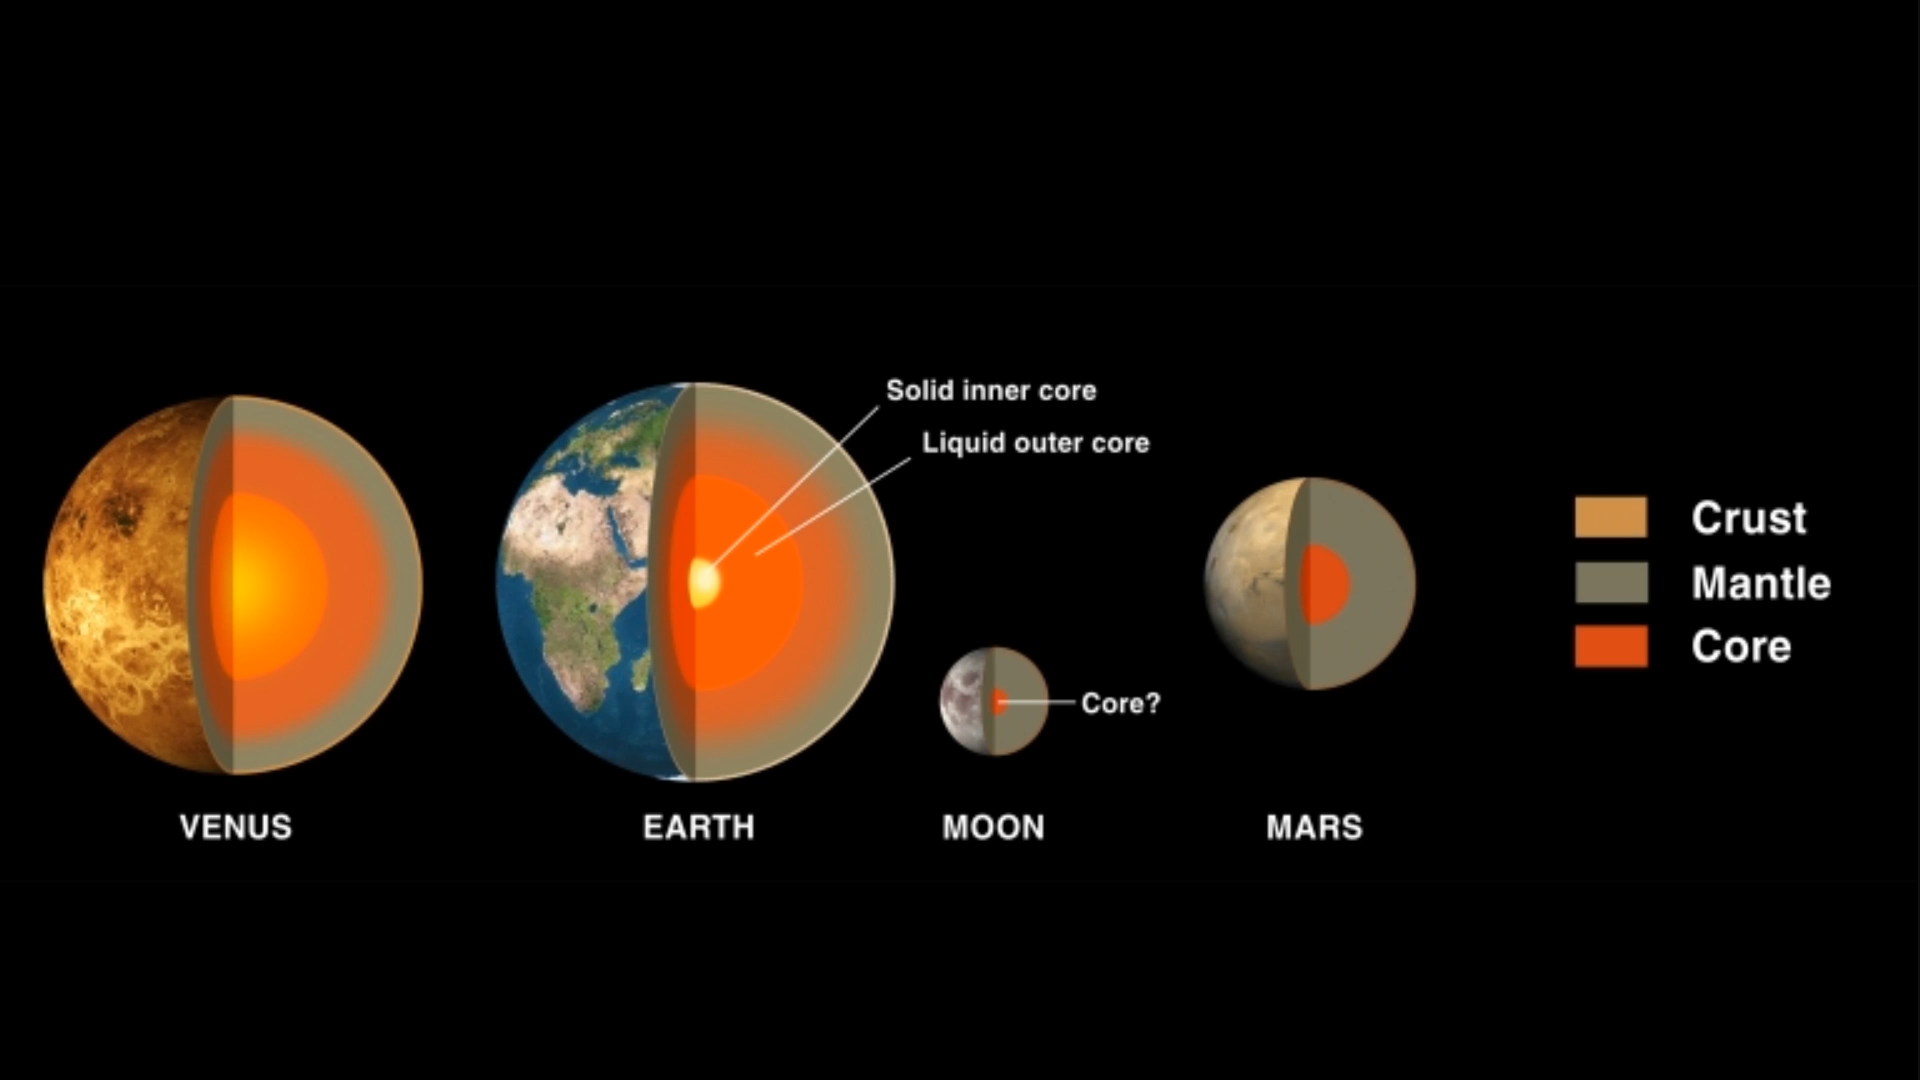 Solid inner core
Liquid outer core
Core?
VENUS
EARTH
MOON
MARS
Crust
Mantle
Core